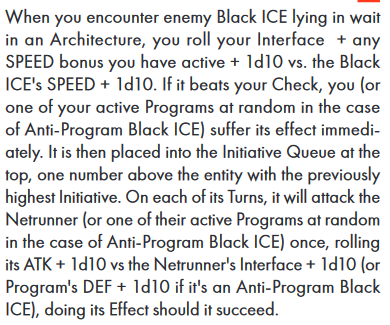 When you encounter enemy Black ICE lying in wait
in an Architecture, you roll your Interface + any
SPEED bonus you have active + 1d10 vs. the Black
ICE's SPEED + 1d10. If it beats your Check, you (or
one of your active Programs at random in the case
of Anti-Program Black ICE) suffer its effect immedi-
ately. It is then placed into the Initiative Queue at the
top, one number above the entity with the previously
highest Initiative. On each of its Turns, it will attack the
Netrunner (or one of their active Programs at random
in the case of Anti-Program Black ICE) once, rolling
its ATK + 1d10 vs the Netrunner's Interface + 1d10 (or
Program's DEF + 1d10 if it's an Anti-Program Black
ICE), doing its Effect should it succeed.